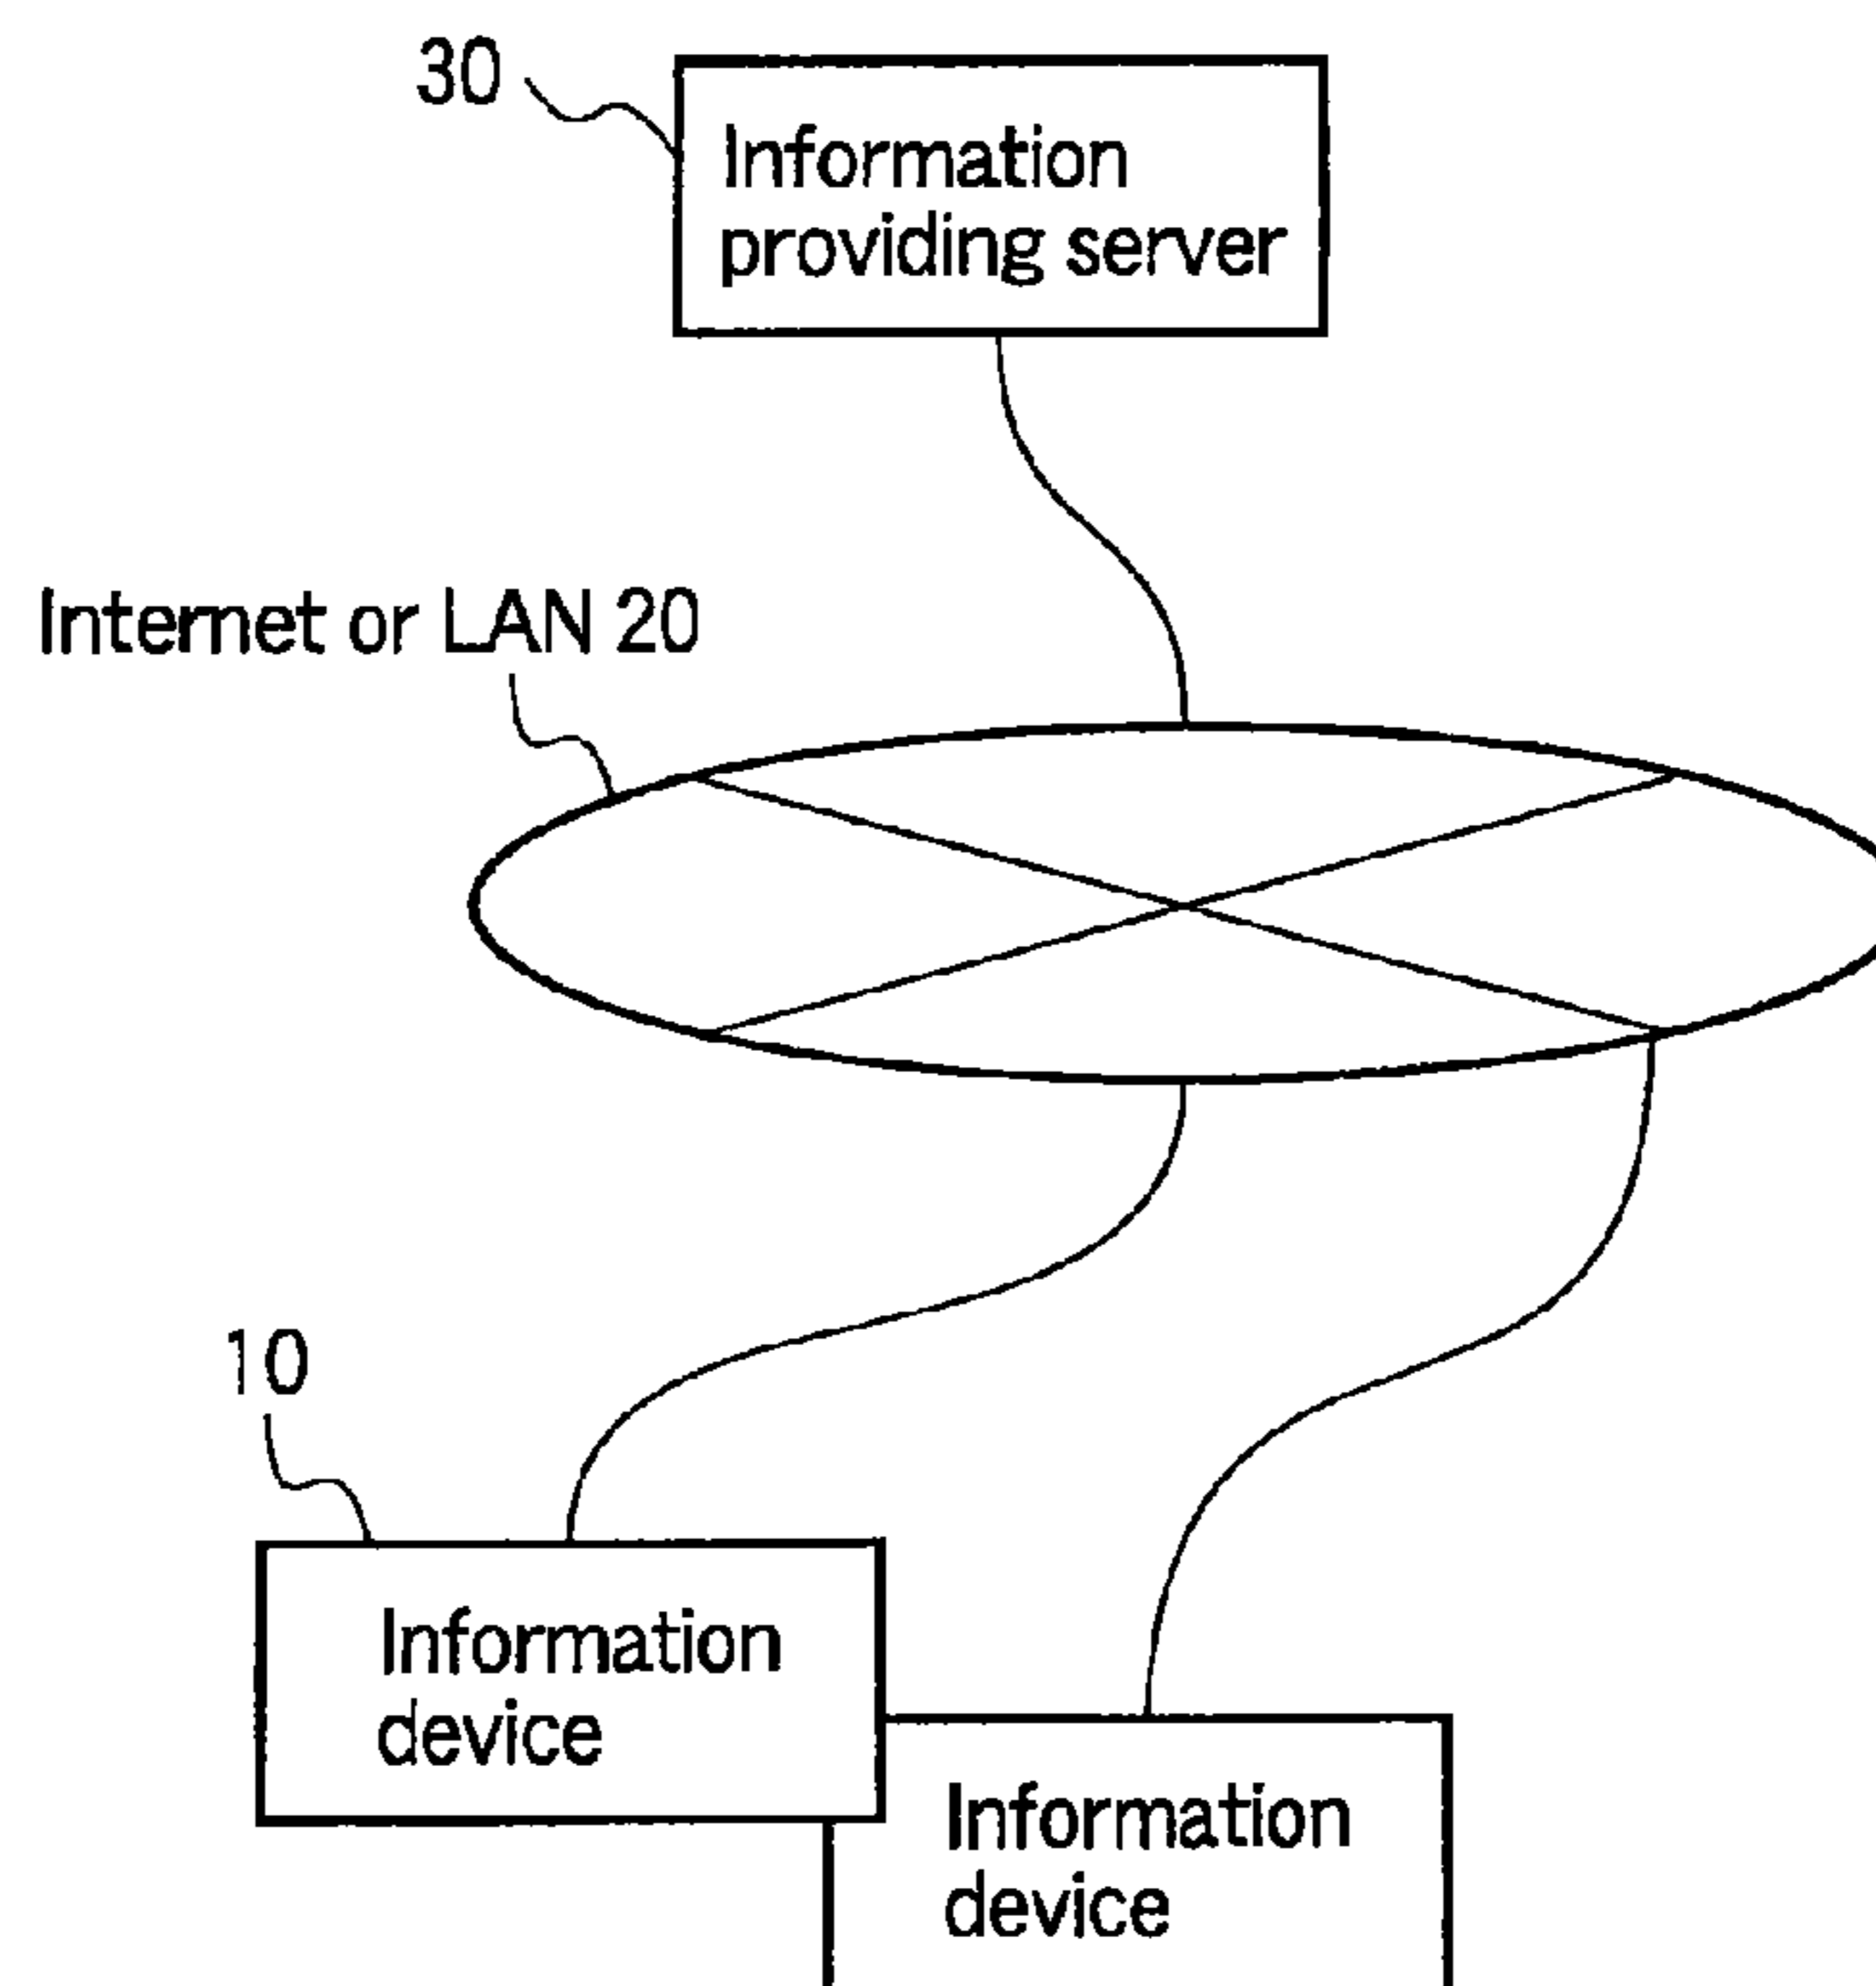 30
Information
providing server
Internet or LAN 20
10
Information
device
Information
device